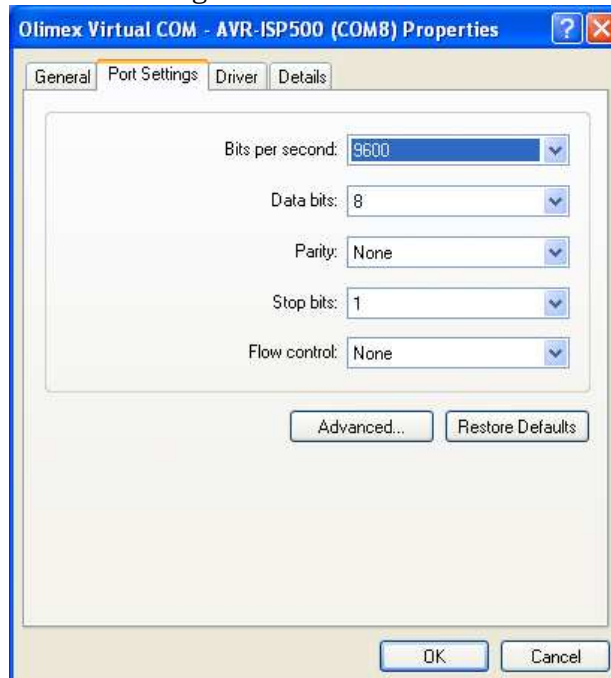 Olimex Virtual COM - AVR-ISP500 (COM8) Properties
General Port Settings Driver Details
Bits per second: 9600
Data bits: 8
Parity: None
Stop bits: 1
Flow control: None
Advanced... Restore Defaults
OK Cancel